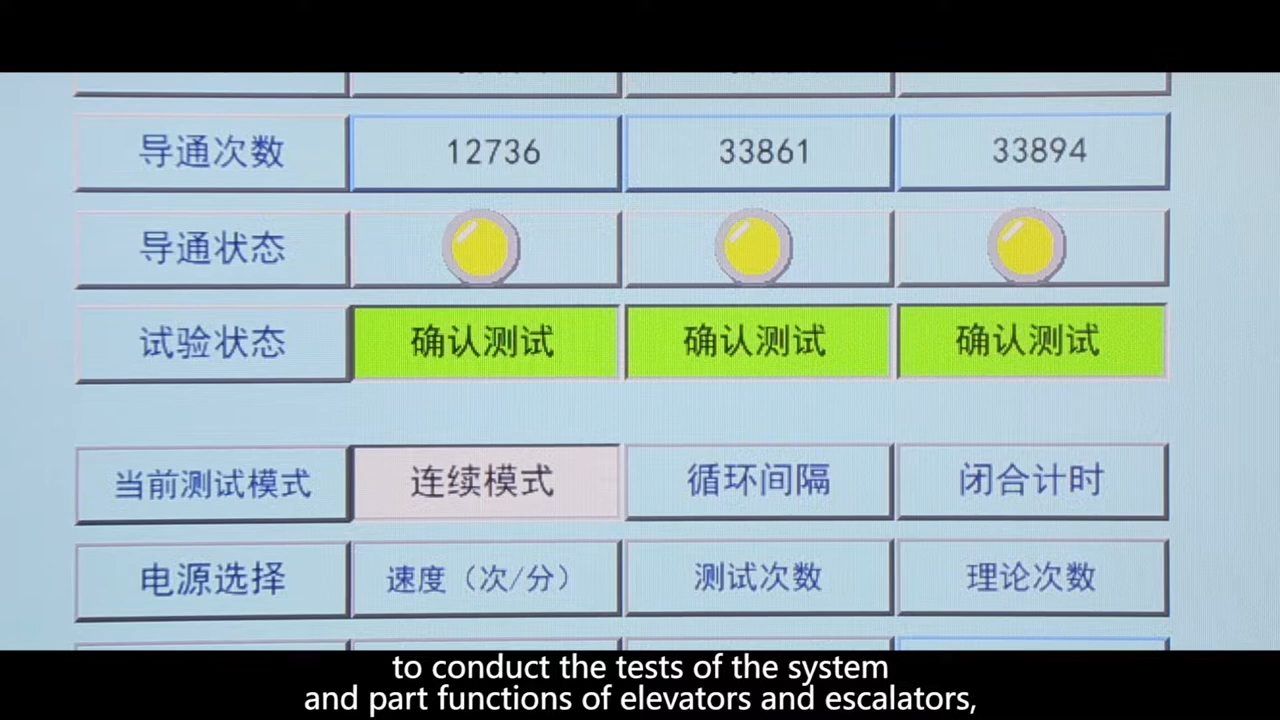 导通次数 12736 33861 33894
导通状态
试验状态 确认测试 确认测试 确认测试
当前测试模式 连续模式 循环间隔 闭合计时
电源选择 速度（次/分） 测试次数 理论次数
to conduct the tests of the system
and part functions of elevators and escalators,